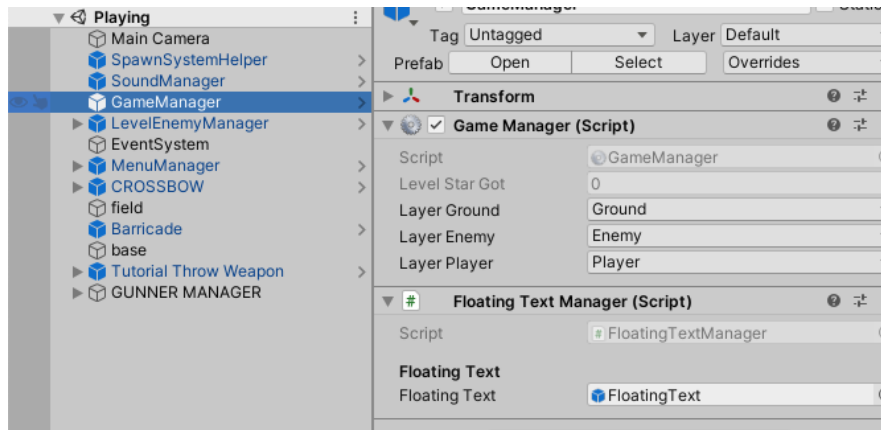 Playing
Main Camera
SpawnSystemHelper
SoundManager
GameManager
LevelEnemyManager
EventSystem
MenuManager
CROSSBOW
field
Barricade
base
Tutorial Throw Weapon
GUNNER MANAGER
GameManager
Tag Untagged Layer Default
Prefab Open Select Overrides
Transform
Game Manager (Script)
Script GameManager
Level Star Got 0
Layer Ground Ground
Layer Enemy Enemy
Layer Player Player
# Floating Text Manager (Script)
Script # FloatingTextManager
Floating Text
Floating Text FloatingText